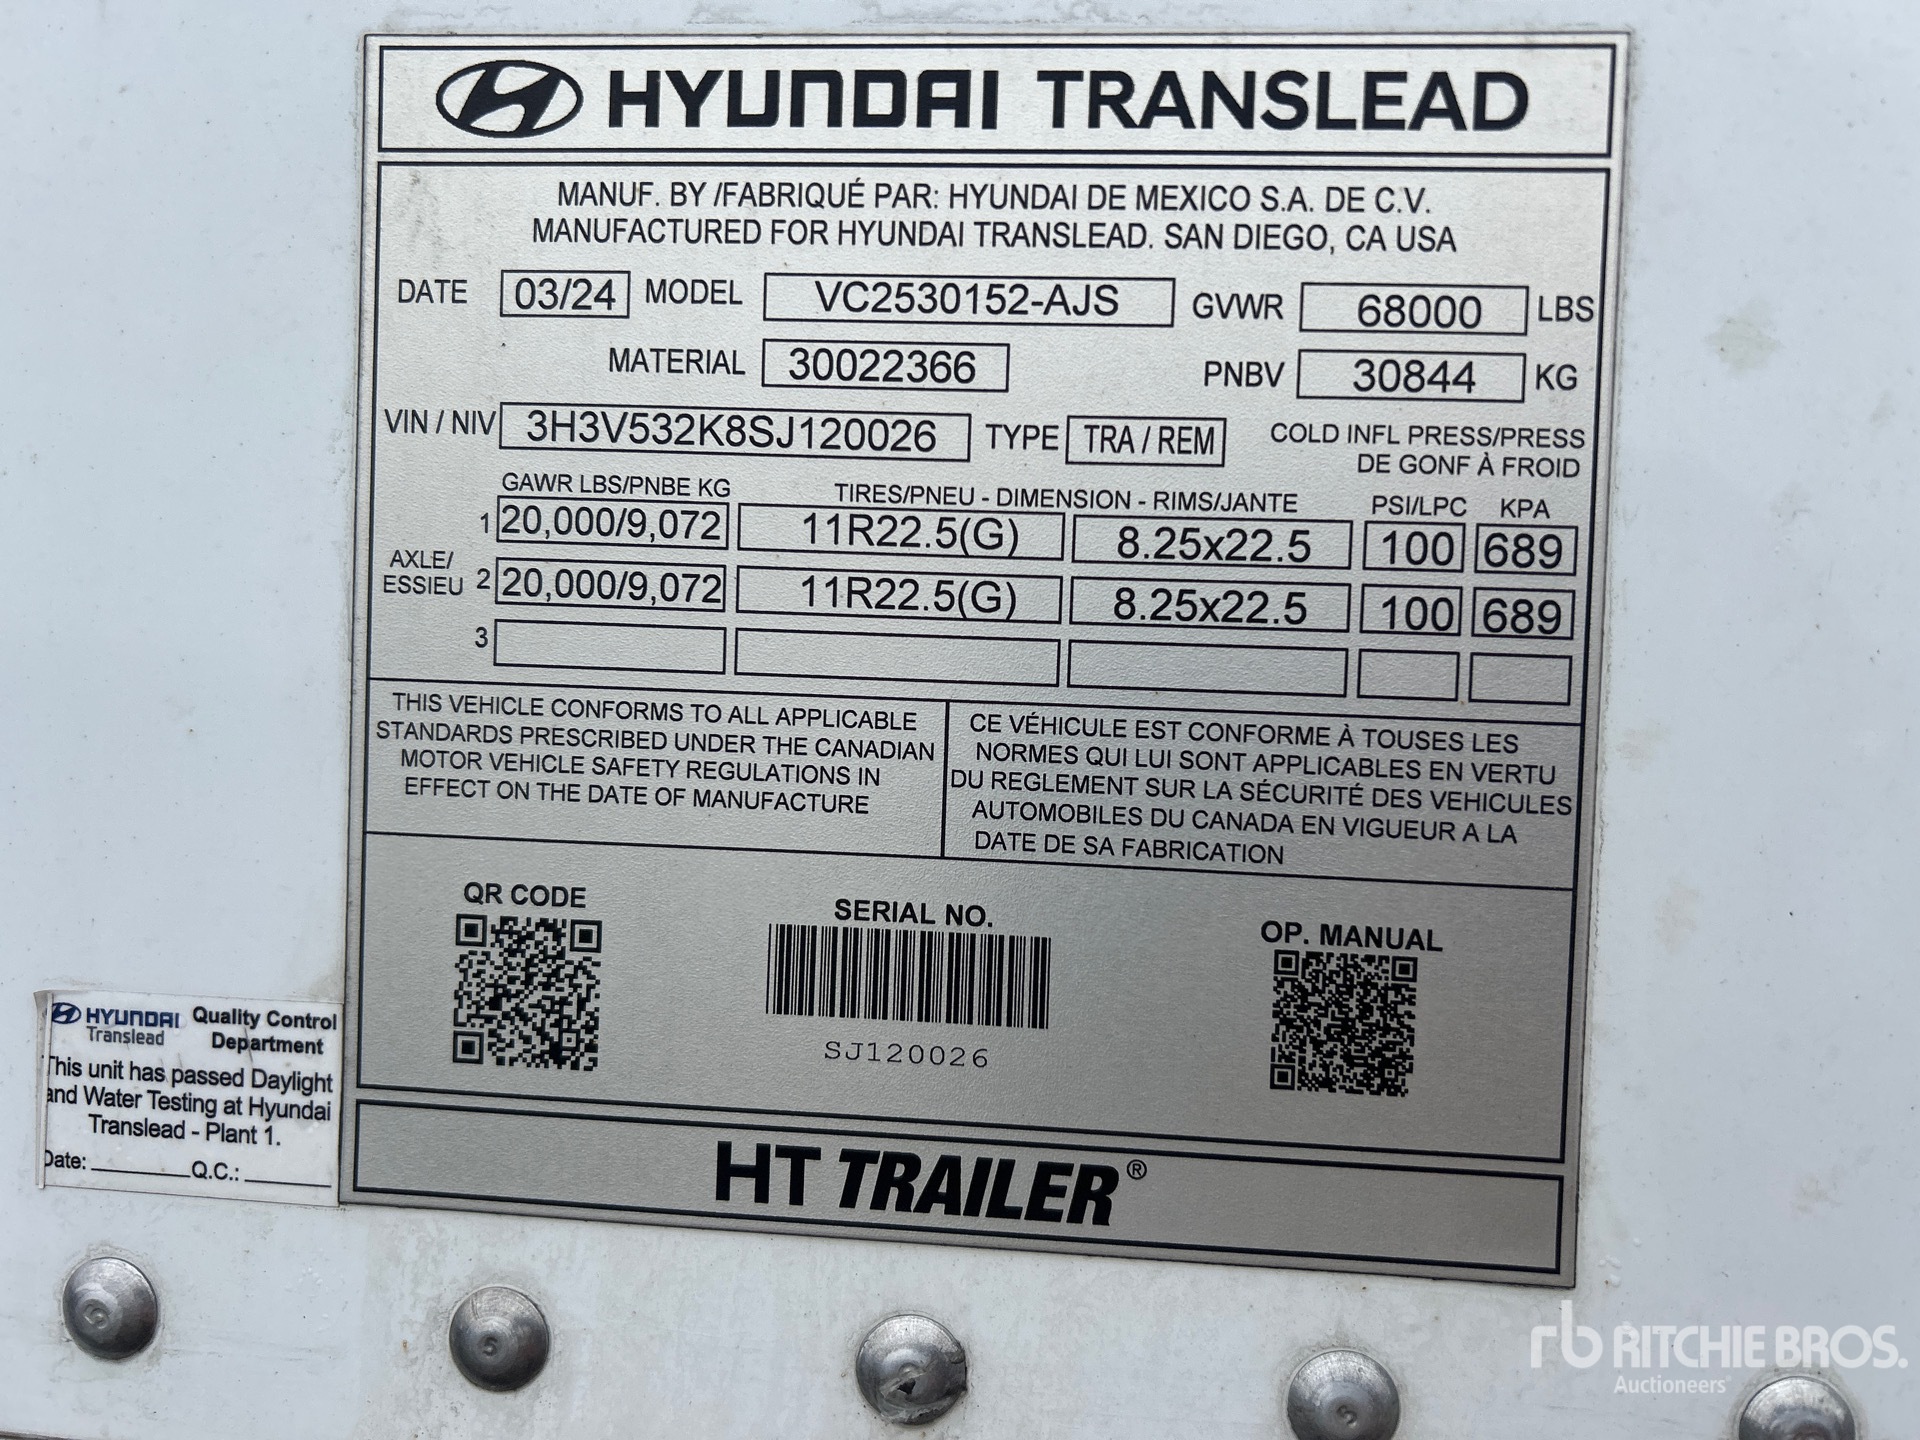 HYUNDAI TRANSLEAD
MANUF. BY /FABRIQUÉ PAR: HYUNDAI DE MEXICO S.A. DE C.V.
MANUFACTURED FOR HYUNDAI TRANSLEAD. SAN DIEGO, CA USA
DATE 03/24 MODEL VC2530152-AJS GVWR 68000 LBS
MATERIAL 30022366 PNBV 30844 KG
VIN / NIV 3H3V532K8SJ120026 TYPE TRA / REM COLD INFL PRESS/PRESS
DE GONF À FROID
GAWR LBS/PNBE KG TIRES/PNEU - DIMENSION - RIMS/JANTE PSI/LPC KPA
1 20,000/9,072 11R22.5(G) 8.25x22.5 100 689
AXLE/
ESSIEU 2 20,000/9,072 11R22.5(G) 8.25x22.5 100 689
3
THIS VEHICLE CONFORMS TO ALL APPLICABLE
STANDARDS PRESCRIBED UNDER THE CANADIAN
MOTOR VEHICLE SAFETY REGULATIONS IN
EFFECT ON THE DATE OF MANUFACTURE
CE VÉHICULE EST CONFORME À TOUSES LES
NORMES QUI LUI SONT APPLICABLES EN VERTU
DU REGLEMENT SUR LA SÉCURITÉ DES VEHICULES
AUTOMOBILES DU CANADA EN VIGUEUR A LA
DATE DE SA FABRICATION
QR CODE
SERIAL NO.
SJ120026
OP. MANUAL
HT TRAILER®
HYUNDAI Translead
Quality Control
Department
This unit has passed Daylight
and Water Testing at Hyundai
Translead - Plant 1.
Date: ________ Q.C.: ________
rb RITCHIE BROS.
Auctioneers